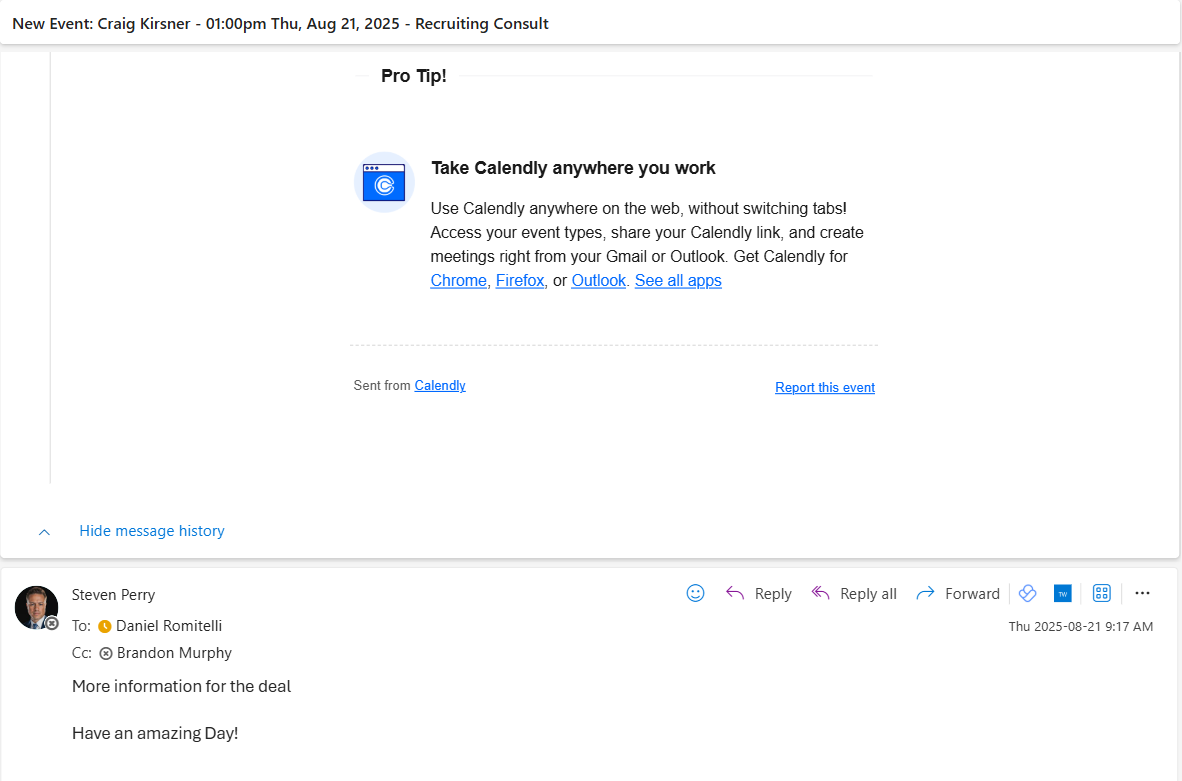 New Event: Craig Kirsner - 01:00pm Thu, Aug 21, 2025 - Recruiting Consult
Pro Tip!
Take Calendly anywhere you work
Use Calendly anywhere on the web, without switching tabs!
Access your event types, share your Calendly link, and create
meetings right from your Gmail or Outlook. Get Calendly for
Chrome, Firefox, or Outlook. See all apps
Sent from Calendly
Report this event
Hide message history
Steven Perry
Reply
Reply all
Forward
TW
To: Daniel Romitelli
Thu 2025-08-21 9:17 AM
Cc: Brandon Murphy
More information for the deal
Have an amazing Day!